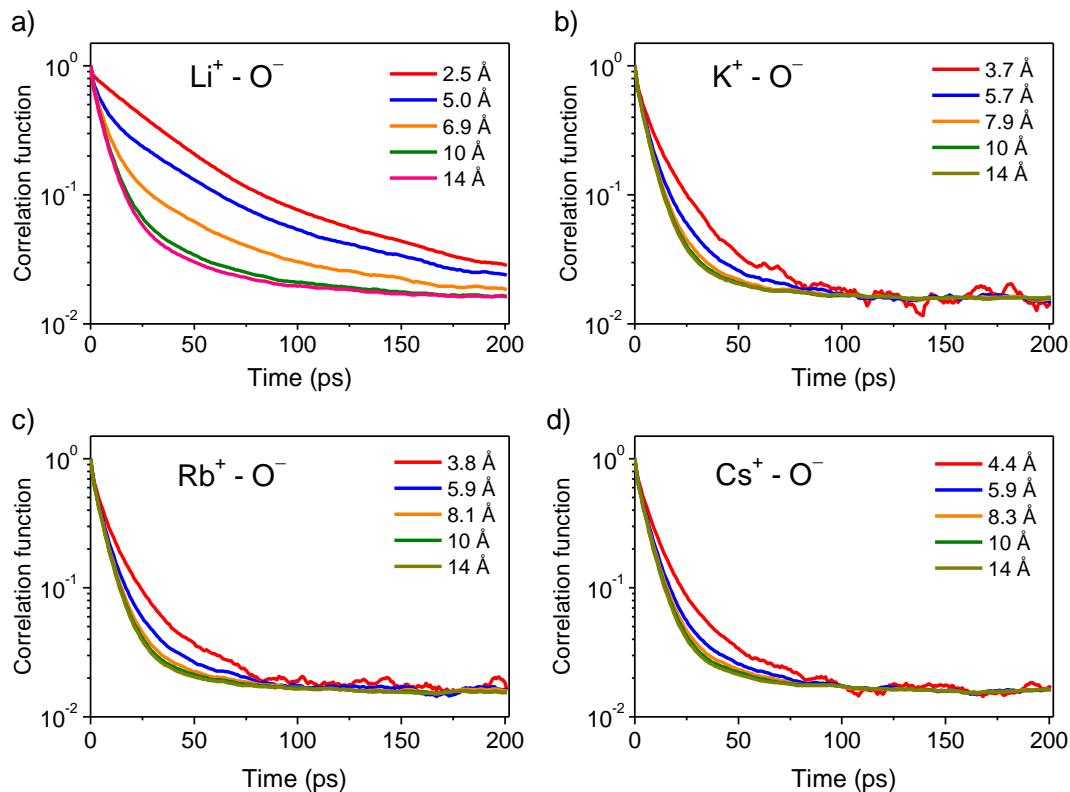 a)
Li⁺ - O⁻
2.5 Å
5.0 Å
6.9 Å
10 Å
14 Å
10⁰
10⁻¹
10⁻²
Correlation function
0 50 100 150 200
Time (ps)
b)
K⁺ - O⁻
3.7 Å
5.7 Å
7.9 Å
10 Å
14 Å
10⁰
10⁻¹
10⁻²
Correlation function
0 50 100 150 200
Time (ps)
c)
Rb⁺ - O⁻
3.8 Å
5.9 Å
8.1 Å
10 Å
14 Å
10⁰
10⁻¹
10⁻²
Correlation function
0 50 100 150 200
Time (ps)
d)
Cs⁺ - O⁻
4.4 Å
5.9 Å
8.3 Å
10 Å
14 Å
10⁰
10⁻¹
10⁻²
Correlation function
0 50 100 150 200
Time (ps)